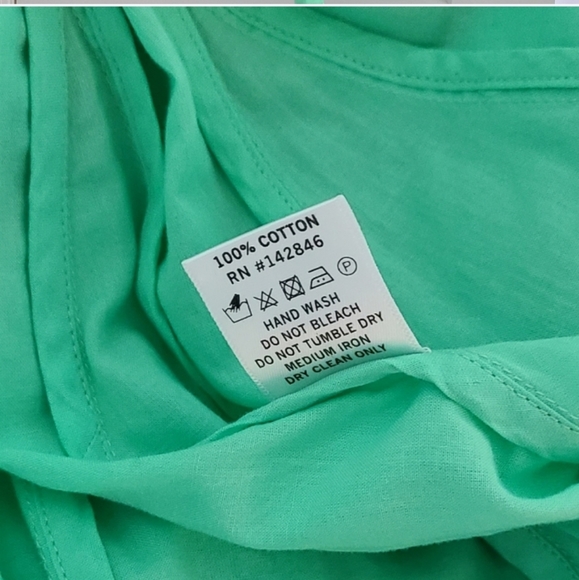 100% COTTON
RN #142846
P
HAND WASH
DO NOT BLEACH
DO NOT TUMBLE DRY
MEDIUM IRON
DRY CLEAN ONLY